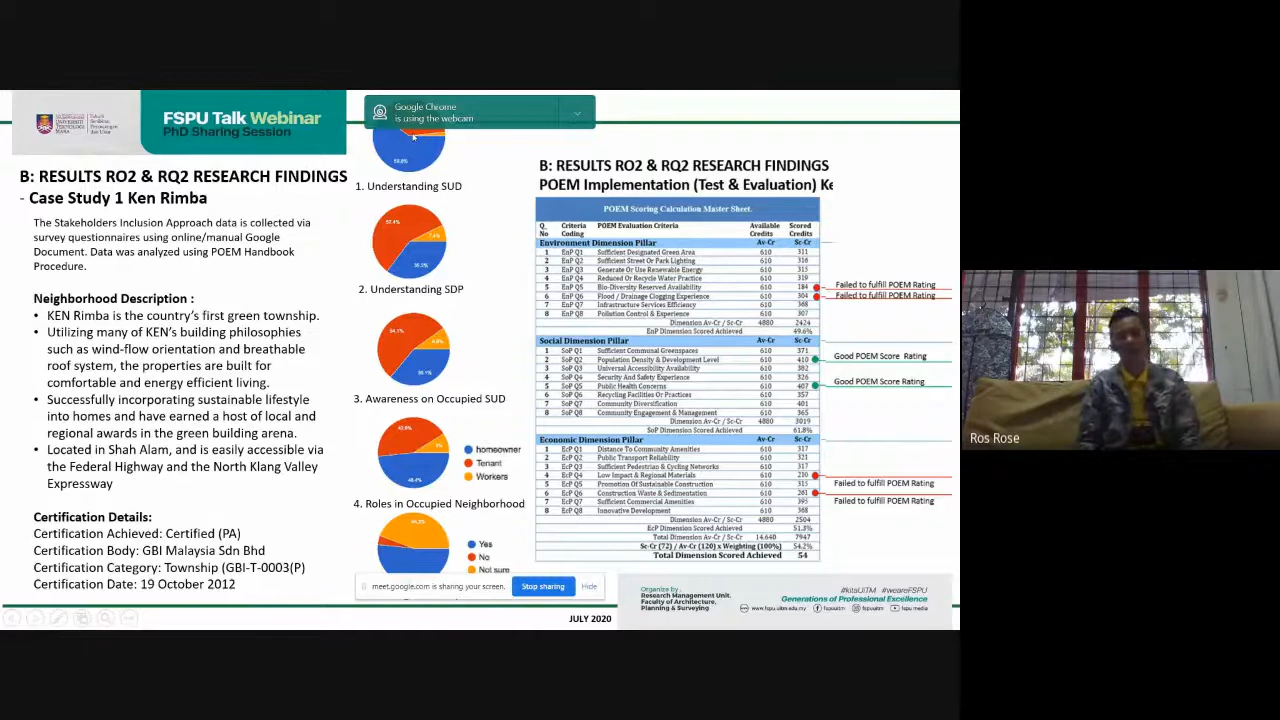 FSPU Talk Webinar
PhD Sharing Session
B: RESULTS RO2 & RQ2 RESEARCH FINDINGS
- Case Study 1 Ken Rimba
The Stakeholders Inclusion Approach data is collected via
survey questionnaires using online/manual Google
Document. Data was analyzed using POEM Handbook
Procedure.
Neighborhood Description :
• KEN Rimba is the country's first green township.
• Utilizing many of KEN's building philosophies
such as wind-flow orientation and breathable
roof system, the properties are built for
comfortable and energy efficient living.
• Successfully incorporating sustainable lifestyle
into homes and have earned a host of local and
regional awards in the green building arena.
• Located in Shah Alam, and is easily accessible via
the Federal Highway and the North Klang Valley
Expressway
Certification Details:
Certification Achieved: Certified (PA)
Certification Body: GBI Malaysia Sdn Bhd
Certification Category: Township (GBI-T-0003(P)
Certification Date: 19 October 2012
Google Chrome
is using the webcam
1. Understanding SUD
2. Understanding SDP
3. Awareness on Occupied SUD
homeowner
Tenant
Workers
4. Roles in Occupied Neighborhood
Yes
No
Not sure
meet.google.com is sharing your screen. Stop sharing Hide
B: RESULTS RO2 & RQ2 RESEARCH FINDINGS
POEM Implementation (Test & Evaluation) Ke
POEM Scoring Calculation Master Sheet.
Q_ No Criteria Coding POEM Evaluation Criteria Available Credits Scored Credits
Environment Dimension Pillar Av-Cr Sc-Cr
1 EnP Q1 Sufficient Designated Green Area 610 311
2 EnP Q2 Sufficient Street Or Park Lighting 610 316
3 EnP Q3 Generate Or Use Renewable Energy 610 315
4 EnP Q4 Reduced Or Recycle Water Practice 610 319
5 EnP Q5 Bio-Diversity Reserved Availability 610 184 Failed to fulfill POEM Rating
6 EnP Q6 Flood / Drainage Clogging Experience 610 304 Failed to fulfill POEM Rating
7 EnP Q7 Infrastructure Services Efficiency 610 368
8 EnP Q8 Pollution Control & Experience 610 307
Dimension Av-Cr / Sc-Cr 4880 2424
EnP Dimension Scored Achieved 49.6%
Social Dimension Pillar Av-Cr Sc-Cr
1 SoP Q1 Sufficient Communal Greenspaces 610 371
2 SoP Q2 Population Density & Development Level 610 410 Good POEM Score Rating
3 SoP Q3 Universal Accessibility Availability 610 382
4 SoP Q4 Security And Safety Experience 610 326
5 SoP Q5 Public Health Concerns 610 407 Good POEM Score Rating
6 SoP Q6 Recycling Facilities Or Practices 610 357
7 SoP Q7 Community Diversification 610 401
8 SoP Q8 Community Engagement & Management 610 365
Dimension Av-Cr / Sc-Cr 4880 3019
SoP Dimension Scored Achieved 61.8%
Economic Dimension Pillar Av-Cr Sc-Cr
1 EcP Q1 Distance To Community Amenities 610 317
2 EcP Q2 Public Transport Reliability 610 321
3 EcP Q3 Sufficient Pedestrian & Cycling Networks 610 317
4 EcP Q4 Low Impact & Regional Materials 610 210 Failed to fulfill POEM Rating
5 EcP Q5 Promotion Of Sustainable Construction 610 315
6 EcP Q6 Construction Waste & Sedimentation 610 261 Failed to fulfill POEM Rating
7 EcP Q7 Sufficient Commercial Amenities 610 395
8 EcP Q8 Innovative Development 610 368
Dimension Av-Cr / Sc-Cr 4880 2504
EcP Dimension Scored Achieved 51.3%
Total Dimension Av-Cr / Sc-Cr 14,640 7947
Sc-Cr (72) / Av-Cr (120) x Weighting (100%) 54.2%
Total Dimension Scored Achieved 54
Organize by :
Research Management Unit.
Faculty of Architecture,
Planning & Surveying
#kitaUiTM #weareFSPU
Generations of Professional Excellence
www.fspu.uitm.edu.my fspuuitm fspuuitm fspu media
JULY 2020
Ros Rose